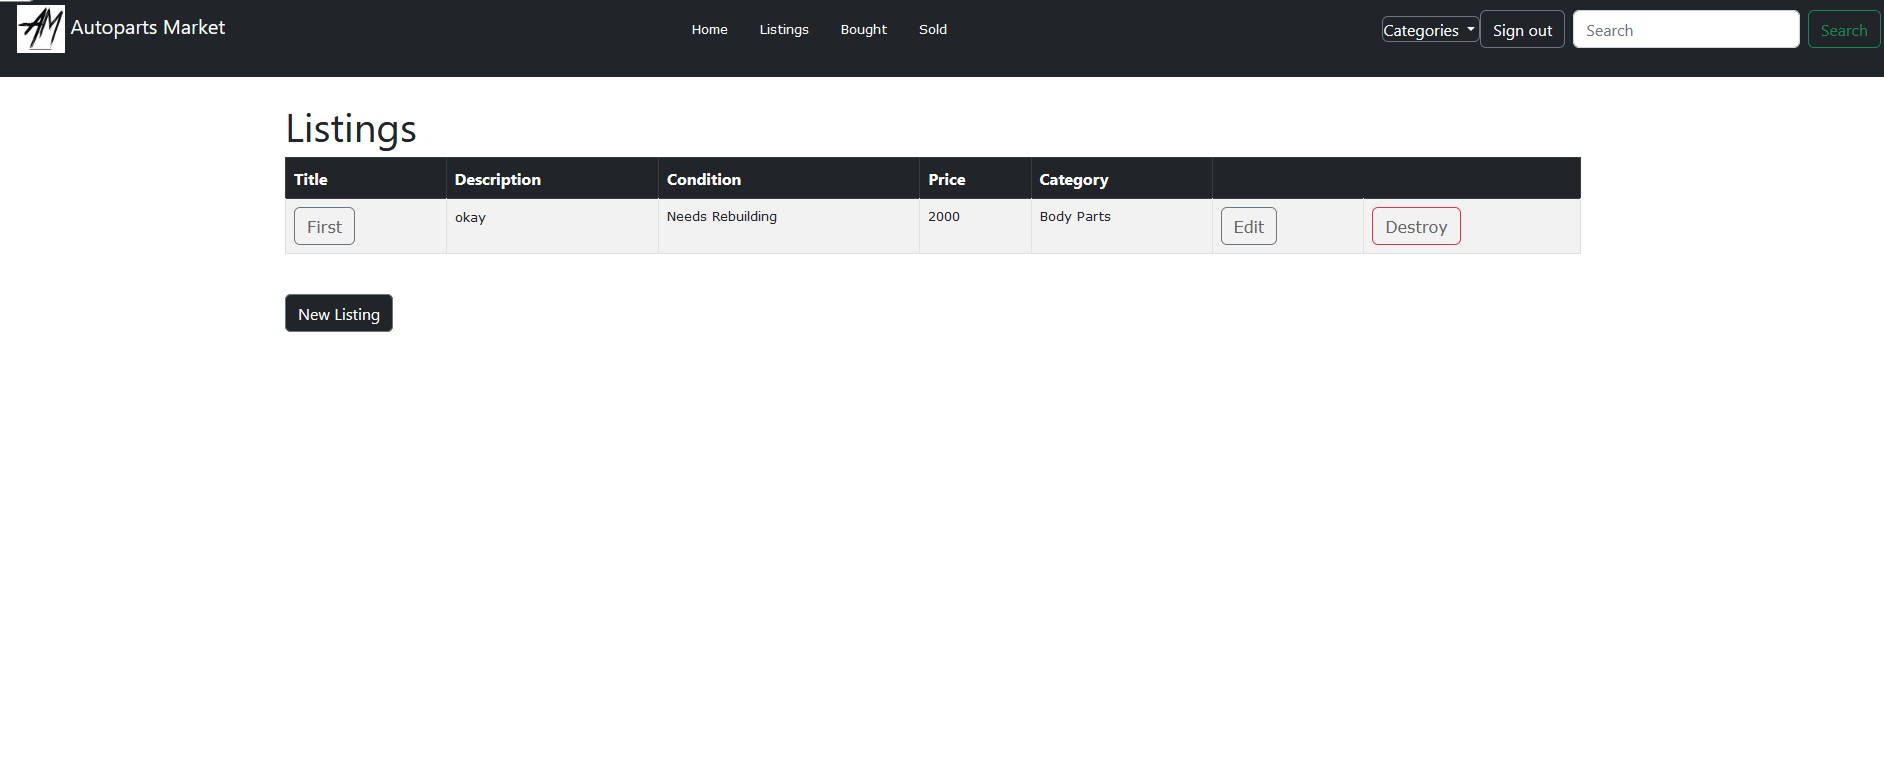 AM Autoparts Market Home Listings Bought Sold Categories Sign out Search Search
Listings
Title Description Condition Price Category
First okay Needs Rebuilding 2000 Body Parts Edit Destroy
New Listing